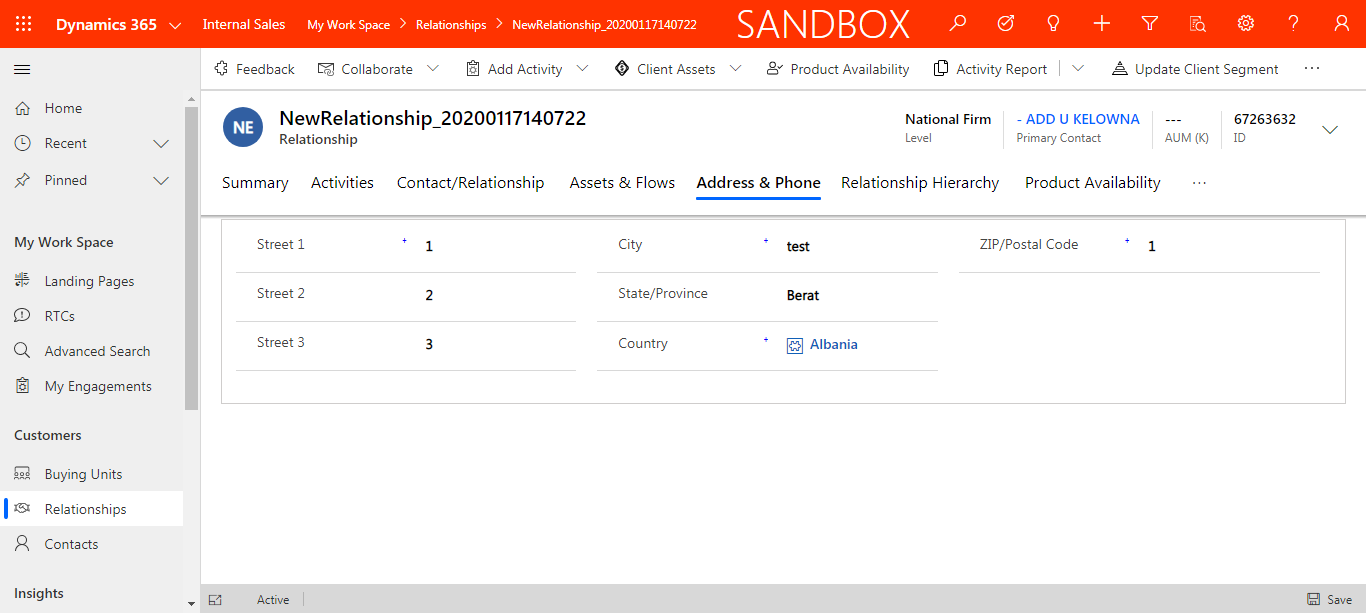 Dynamics 365 Internal Sales My Work Space > Relationships > NewRelationship_20200117140722 SANDBOX
Feedback Collaborate Add Activity Client Assets Product Availability Activity Report Update Client Segment ...
Home
Recent
Pinned
My Work Space
Landing Pages
RTCs
Advanced Search
My Engagements
Customers
Buying Units
Relationships
Contacts
Insights
NE
NewRelationship_20200117140722
Relationship
National Firm
Level
- ADD U KELOWNA
Primary Contact
---
AUM (K)
67263632
ID
Summary Activities Contact/Relationship Assets & Flows Address & Phone Relationship Hierarchy Product Availability ...
Street 1 + 1
City + test
ZIP/Postal Code + 1
Street 2 2
State/Province Berat
Street 3 3
Country + Albania
Active
Save